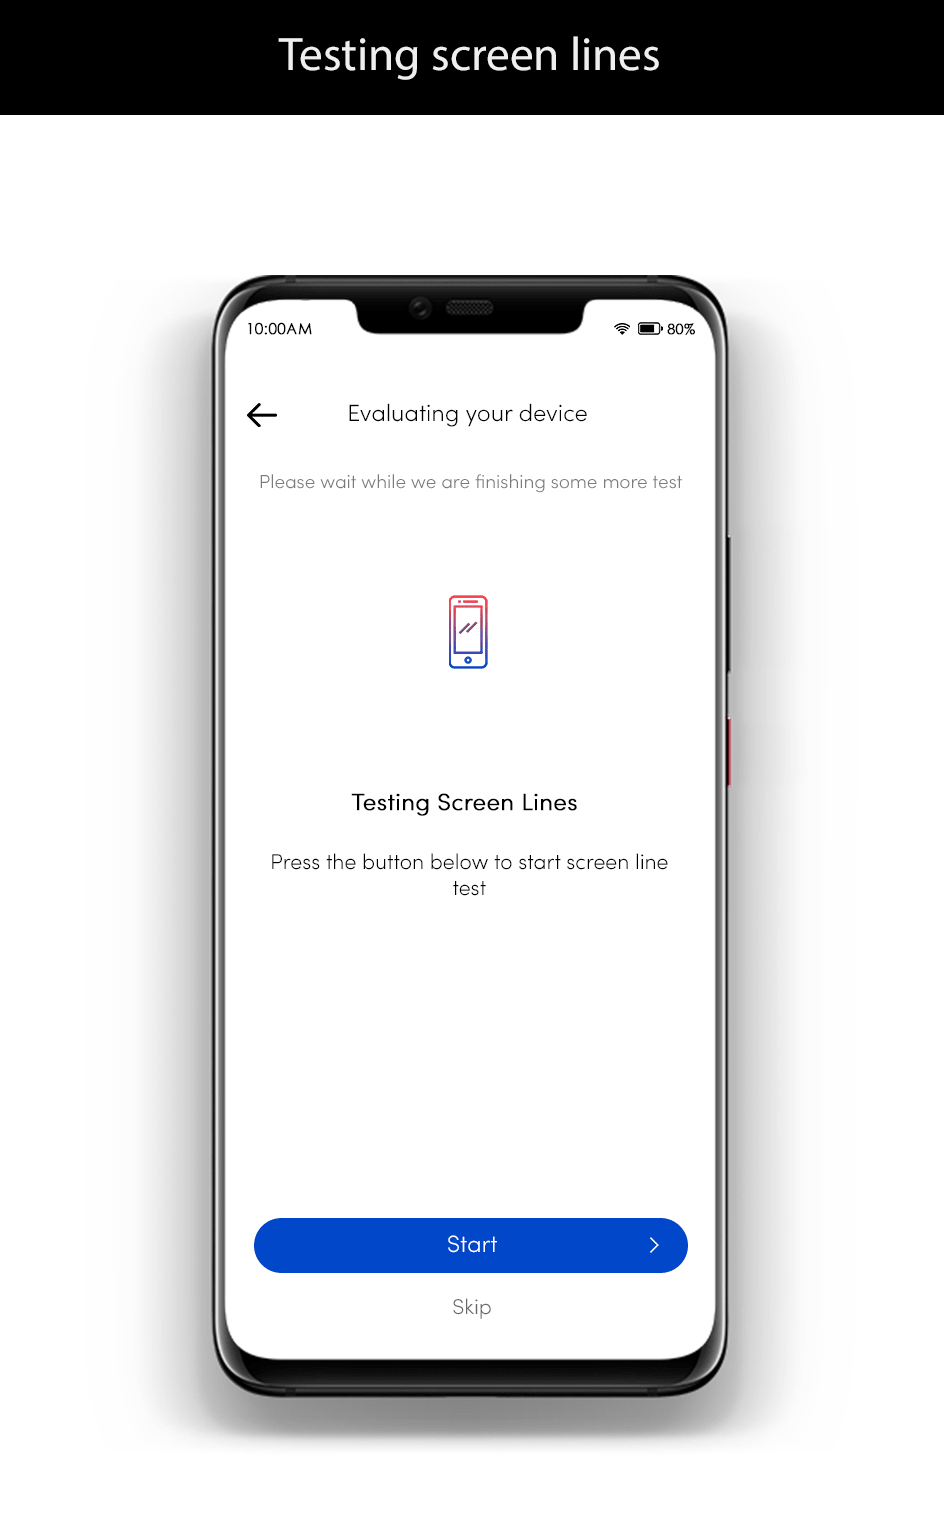 Testing screen lines
10:00AM 80%
Evaluating your device
Please wait while we are finishing some more test
Testing Screen Lines
Press the button below to start screen line
test
Start
Skip